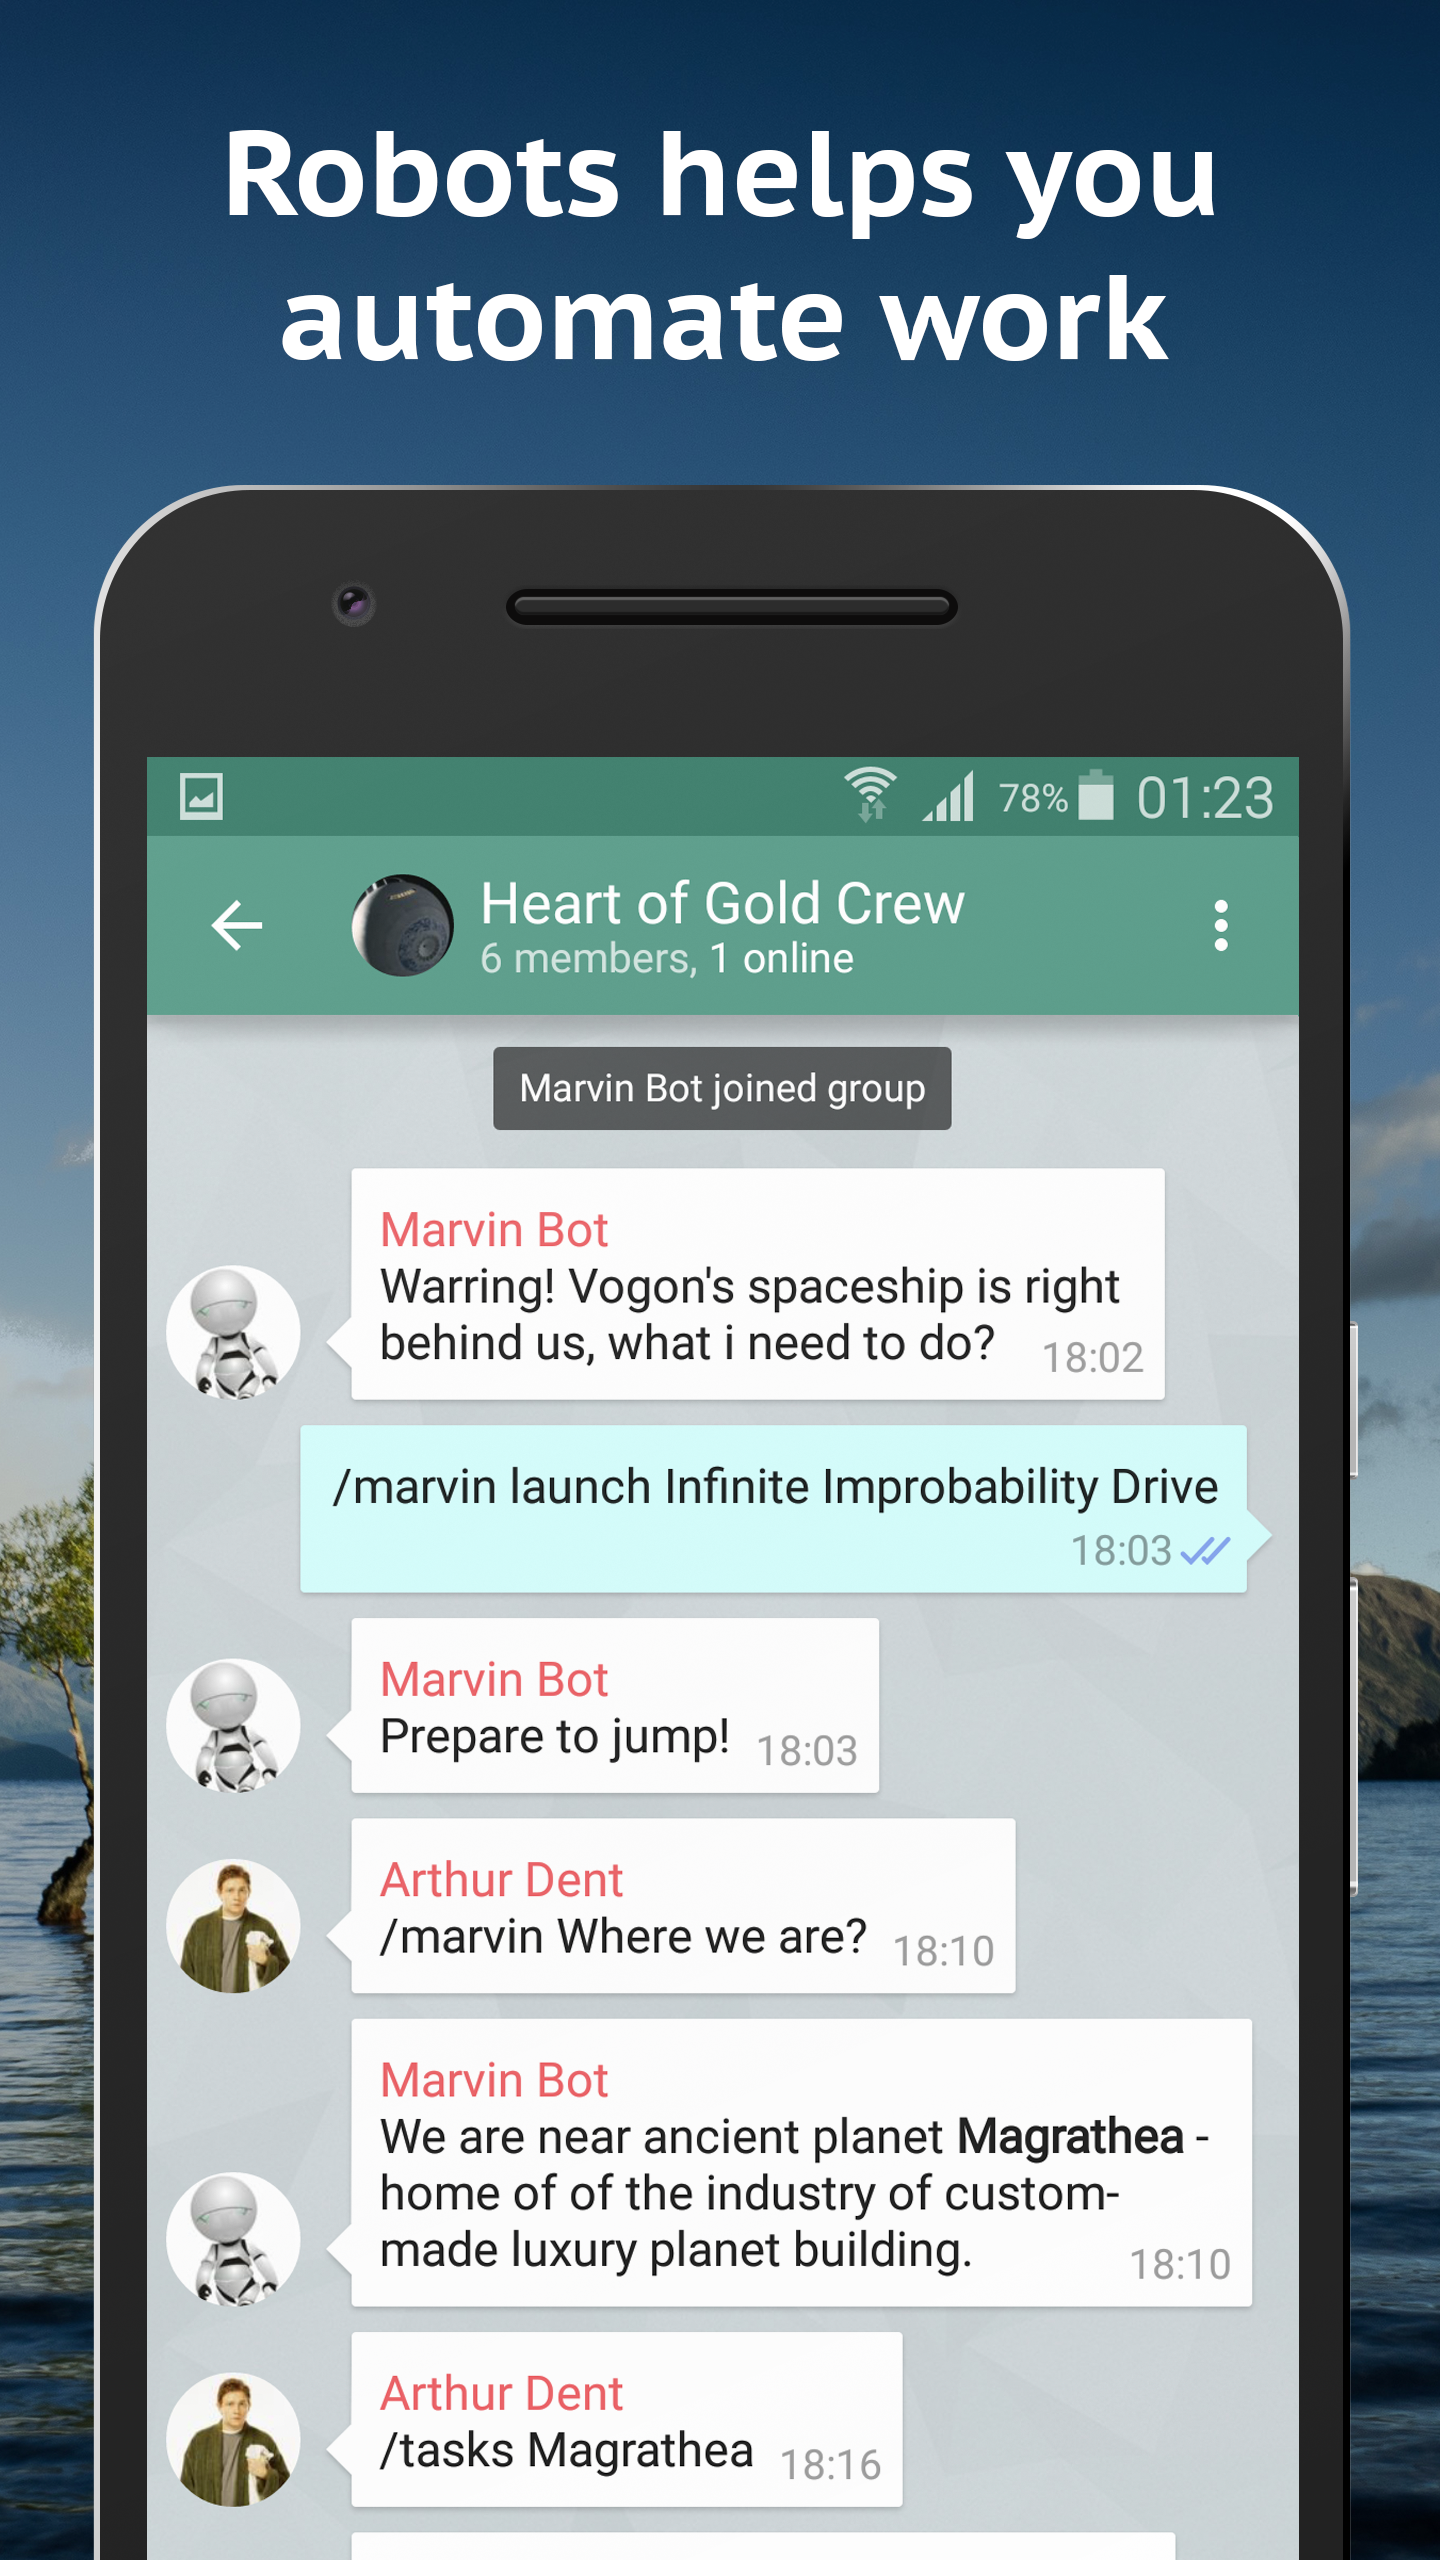 Robots helps you
automate work
78% 01:23
Heart of Gold Crew
6 members, 1 online
Marvin Bot joined group
Marvin Bot
Warring! Vogon's spaceship is right
behind us, what i need to do? 18:02
/marvin launch Infinite Improbability Drive
18:03
Marvin Bot
Prepare to jump! 18:03
Arthur Dent
/marvin Where we are? 18:10
Marvin Bot
We are near ancient planet Magrathea -
home of of the industry of custom-
made luxury planet building. 18:10
Arthur Dent
/tasks Magrathea 18:16